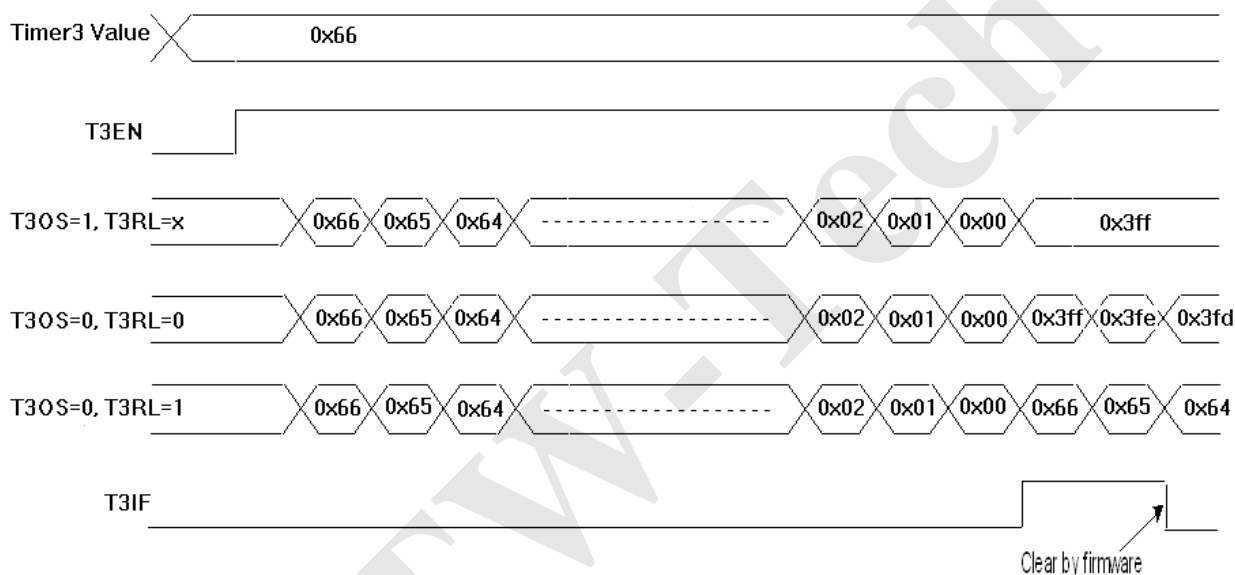 Timer3 Value 0x66
T3EN
T3OS=1, T3RL=x 0x66 0x65 0x64 0x02 0x01 0x00 0x3ff
T3OS=0, T3RL=0 0x66 0x65 0x64 0x02 0x01 0x00 0x3ff 0x3fe 0x3fd
T3OS=0, T3RL=1 0x66 0x65 0x64 0x02 0x01 0x00 0x66 0x65 0x64
T3IF
Clear by firmware
TW-Tech